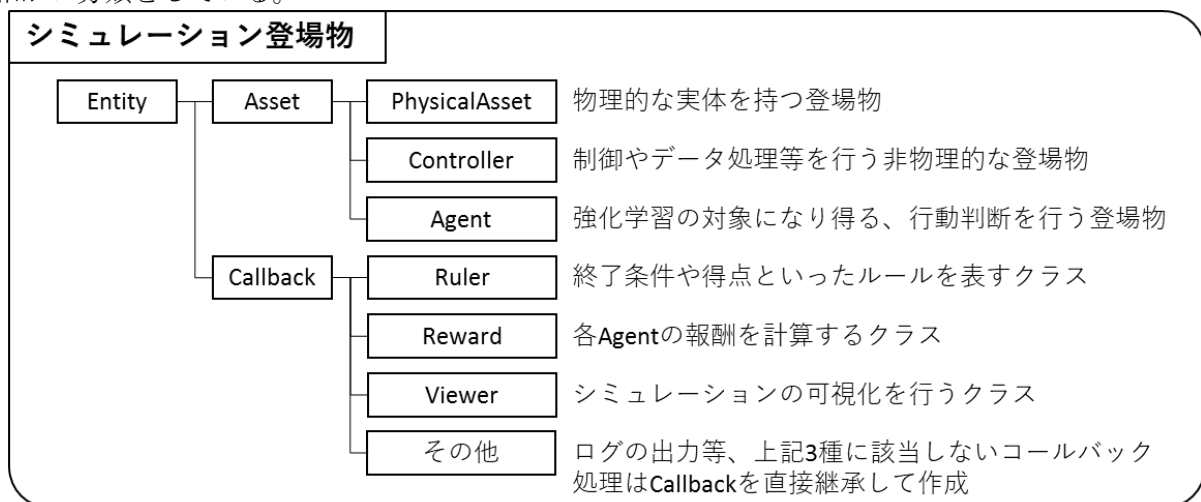 分類としている。
シミュレーション登場物
Entity Asset PhysicalAsset 物理的な実体を持つ登場物
Controller 制御やデータ処理等を行う非物理的な登場物
Agent 強化学習の対象になり得る、行動判断を行う登場物
Callback Ruler 終了条件や得点といったルールを表すクラス
Reward 各Agentの報酬を計算するクラス
Viewer シミュレーションの可視化を行うクラス
その他 ログの出力等、上記3種に該当しないコールバック
処理はCallbackを直接継承して作成